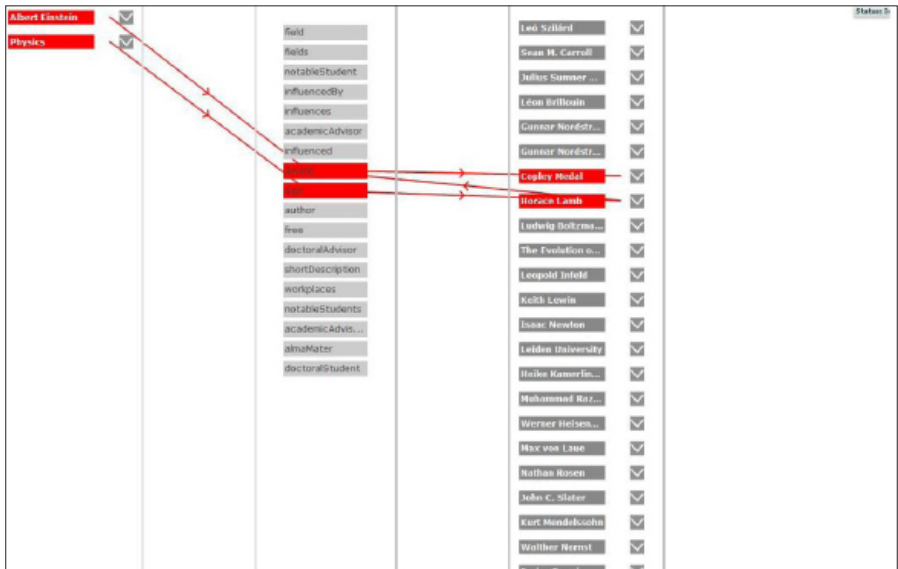 Albert Einstein
Physics
field
fields
notableStudent
influencedBy
influences
academicAdvisor
influenced
author
free
doctoralAdvisor
shortDescription
workplaces
notableStudents
academicAdvis...
almaMater
doctoralStudent
Leó Szilárd
Sean M. Carroll
Julius Sumner ...
Léon Brillouin
Gunnar Nordstr...
Gunnar Nordstr...
Copley Medal
Horace Lamb
Ludwig Boltzma...
The Evolution o...
Leopold Infeld
Keith Lewin
Isaac Newton
Leiden University
Heike Kamerlin...
Muhammad Raz...
Werner Heisen...
Max von Laue
Nathan Rosen
John C. Slater
Kurt Mendelssohn
Walther Nernst
Status: